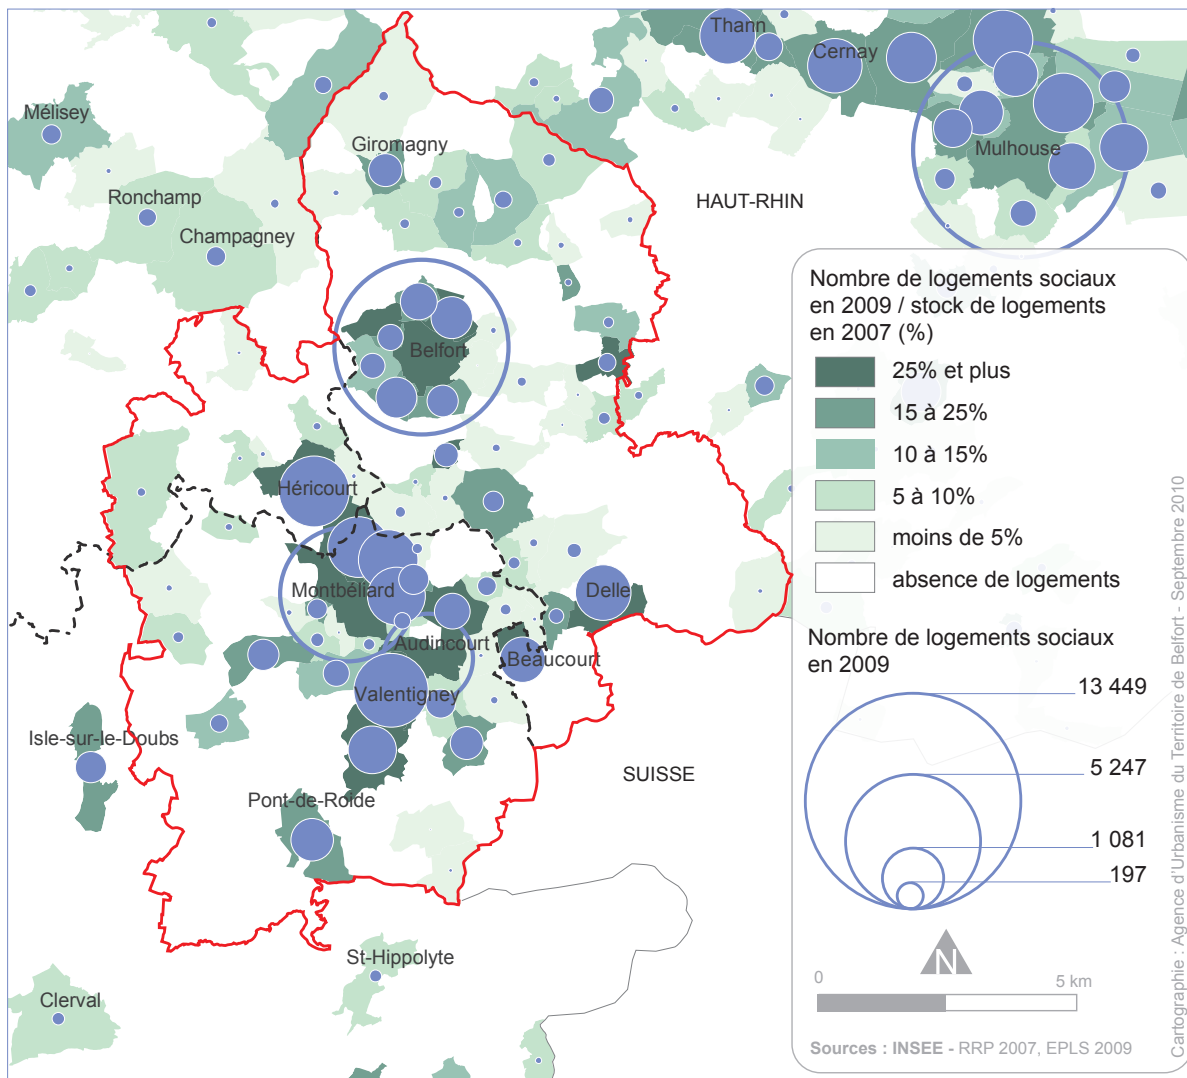 Thann
Cernay
Mélisey
Giromagny
Mulhouse
Ronchamp
HAUT-RHIN
Champagney
Belfort
Héricourt
Montbéliard
Delle
Audincourt
Beaucourt
Valentigney
Isle-sur-le-Doubs
SUISSE
Pont-de-Roide
St-Hippolyte
Clerval
Nombre de logements sociaux
en 2009 / stock de logements
en 2007 (%)
25% et plus
15 à 25%
10 à 15%
5 à 10%
moins de 5%
absence de logements
Nombre de logements sociaux
en 2009
13 449
5 247
1 081
197
N
0
5 km
Sources : INSEE - RRP 2007, EPLS 2009
Cartographie : Agence d'Urbanisme du Territoire de Belfort - Septembre 2010